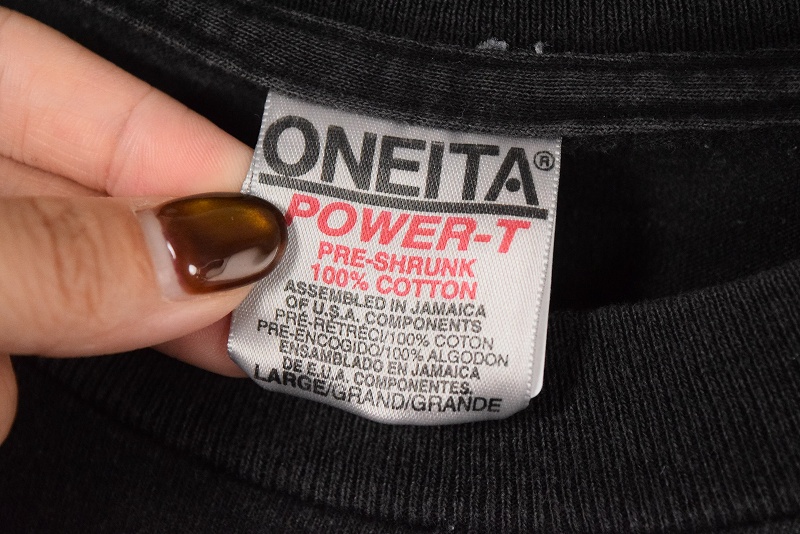 ONEITA®
POWER-T
PRE-SHRUNK
100% COTTON
ASSEMBLED IN JAMAICA
OF U.S.A. COMPONENTS
PRÉ-RÉTRÉCI/100% COTON
PRE-ENCOGIDO/100% ALGODON
ENSAMBLADO EN JAMAICA
DE E.U.A. COMPONENTES.
LARGE/GRAND/GRANDE